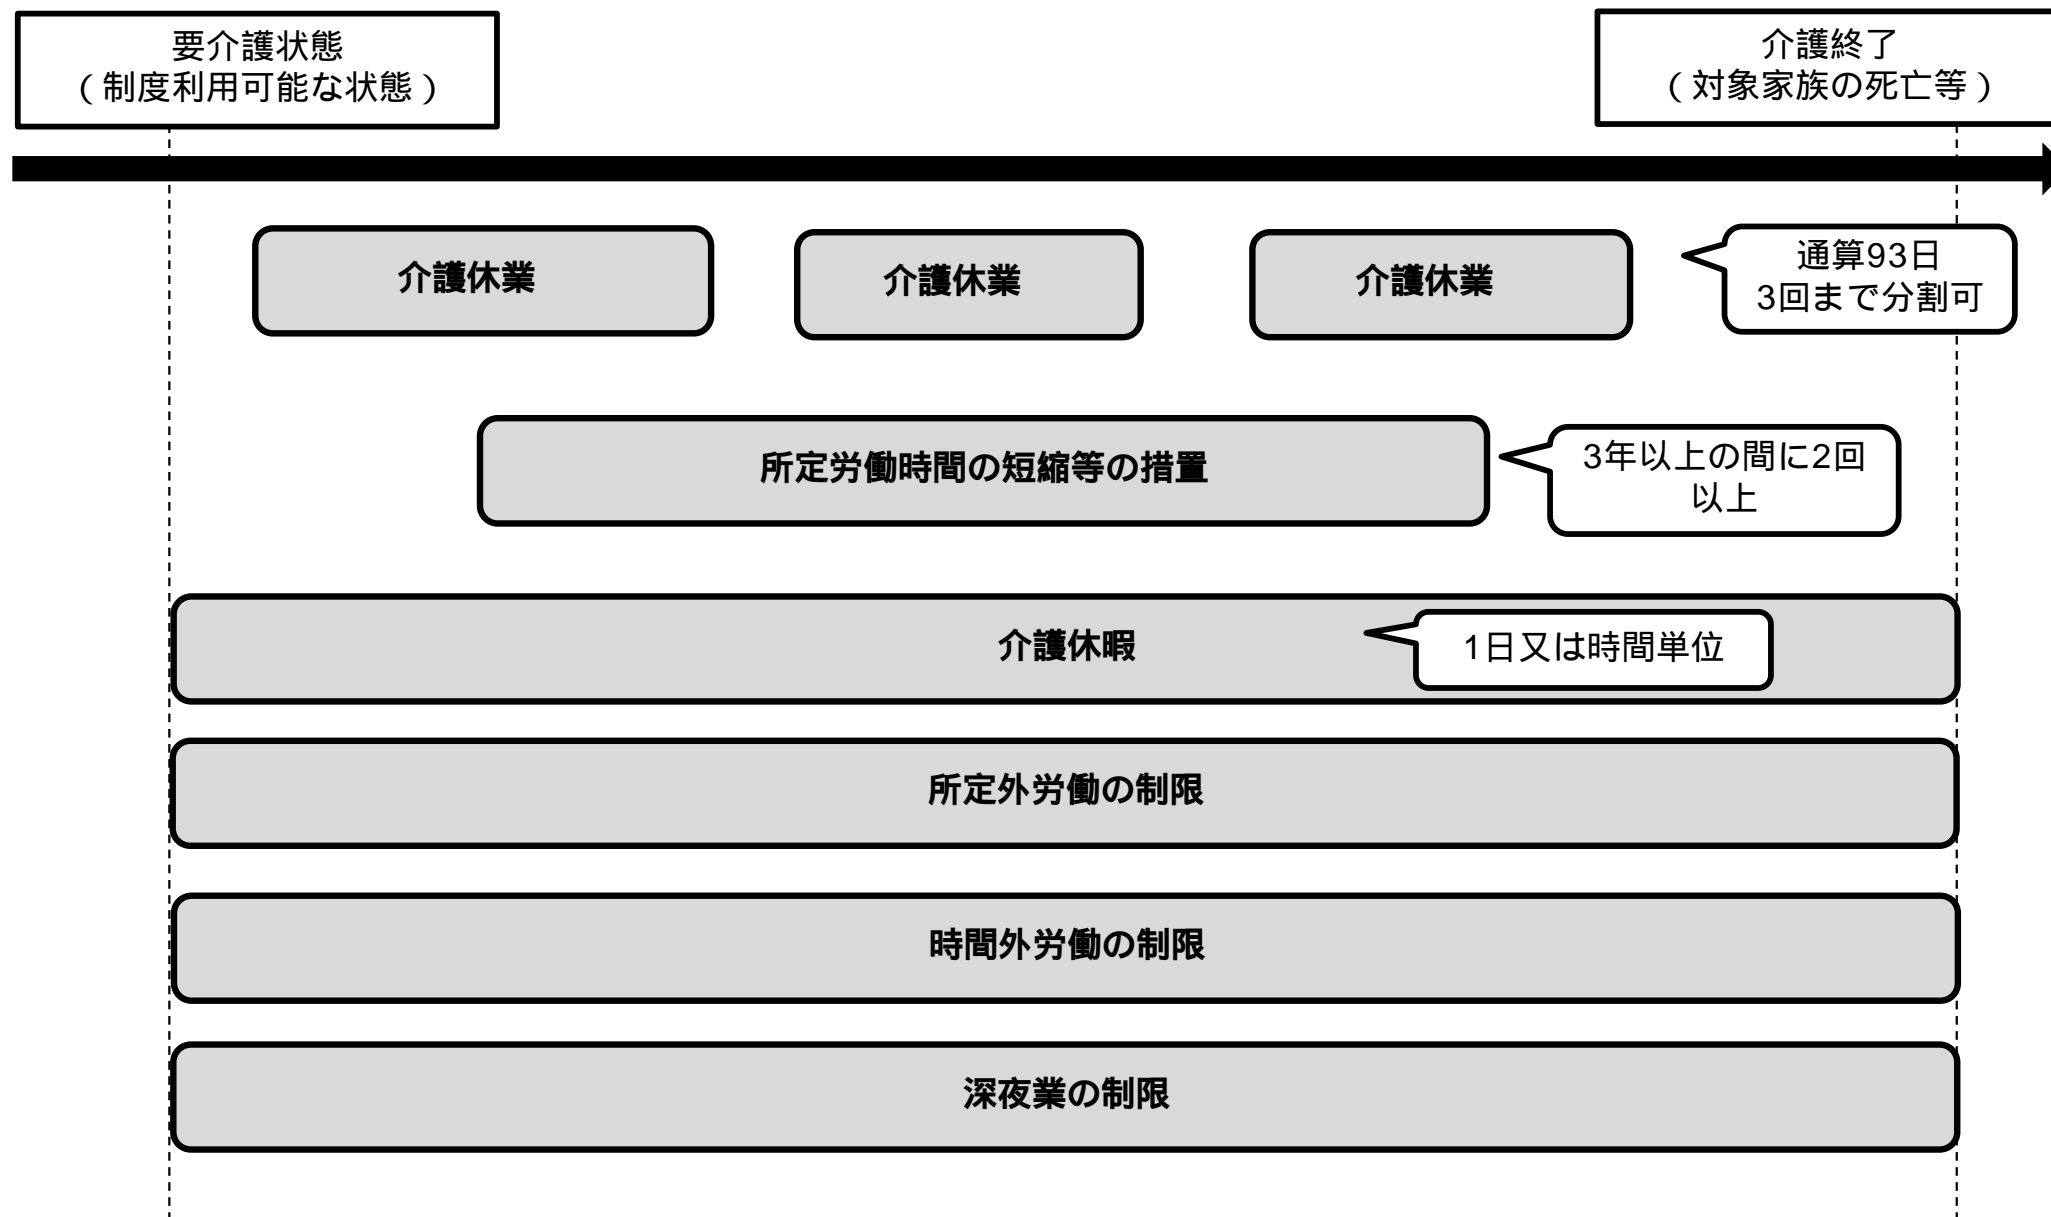 要介護状態
（制度利用可能な状態）
介護終了
（対象家族の死亡等）
介護休業
介護休業
介護休業
通算93日
3回まで分割可
所定労働時間の短縮等の措置
3年以上の間に2回
以上
介護休暇
1日又は時間単位
所定外労働の制限
時間外労働の制限
深夜業の制限